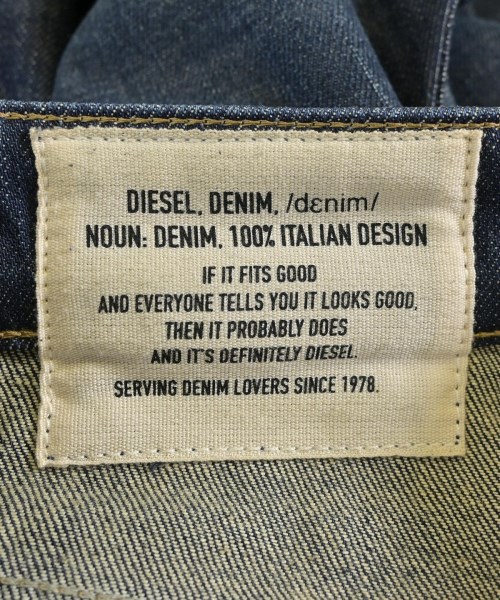 DIESEL, DENIM, /dɛnim/
NOUN: DENIM, 100% ITALIAN DESIGN
IF IT FITS GOOD
AND EVERYONE TELLS YOU IT LOOKS GOOD,
THEN IT PROBABLY DOES
AND IT'S DEFINITELY DIESEL.
SERVING DENIM LOVERS SINCE 1978.